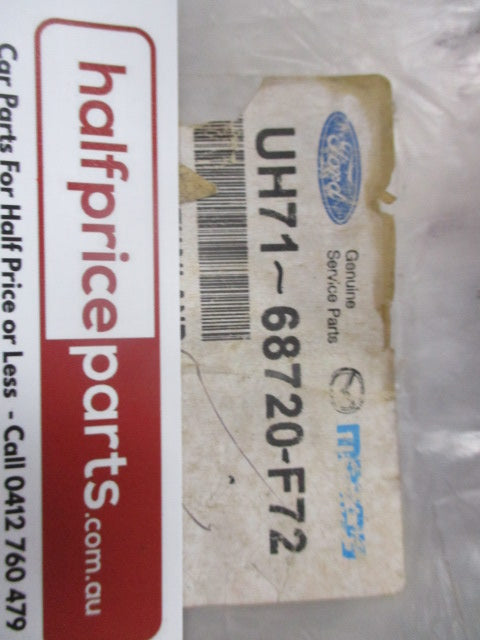 Ford
Genuine
Service Parts
mazda
UH71-68720-F72
halfpriceparts.com.au
Car Parts For Half Price or Less - Call 0412 760 479